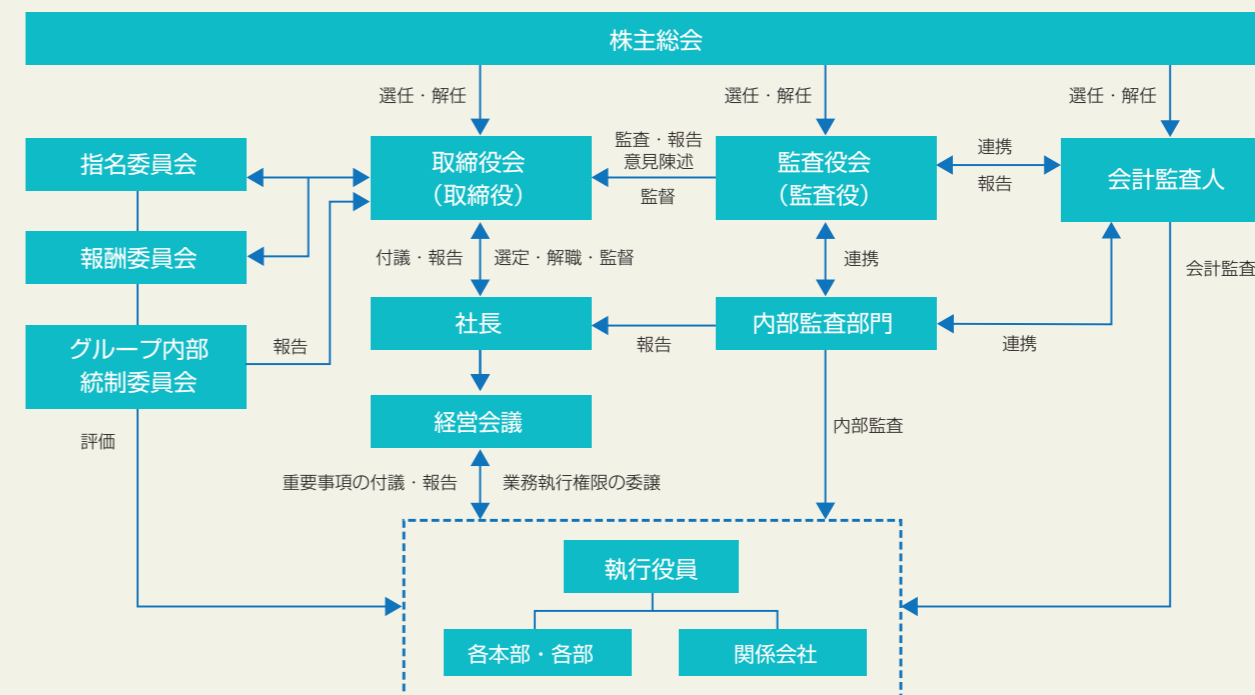 株主総会
選任・解任
選任・解任
選任・解任
指名委員会
取締役会
（取締役）
監査・報告
意見陳述
監督
監査役会
（監査役）
連携
報告
会計監査人
報酬委員会
付議・報告
選定・解職・監督
連携
会計監査
グループ内部
統制委員会
報告
社長
報告
内部監査部門
連携
経営会議
評価
内部監査
重要事項の付議・報告
業務執行権限の委譲
執行役員
各本部・各部
関係会社